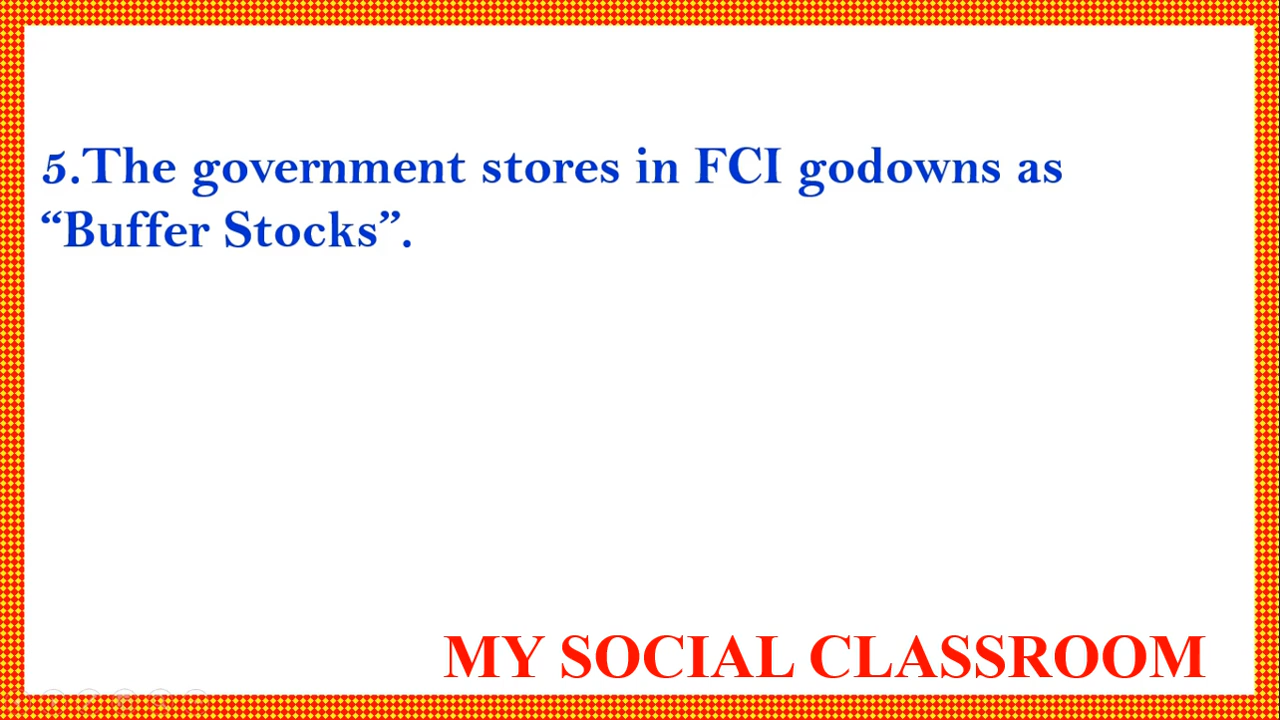 5.The government stores in FCI godowns as
“Buffer Stocks”.
MY SOCIAL CLASSROOM